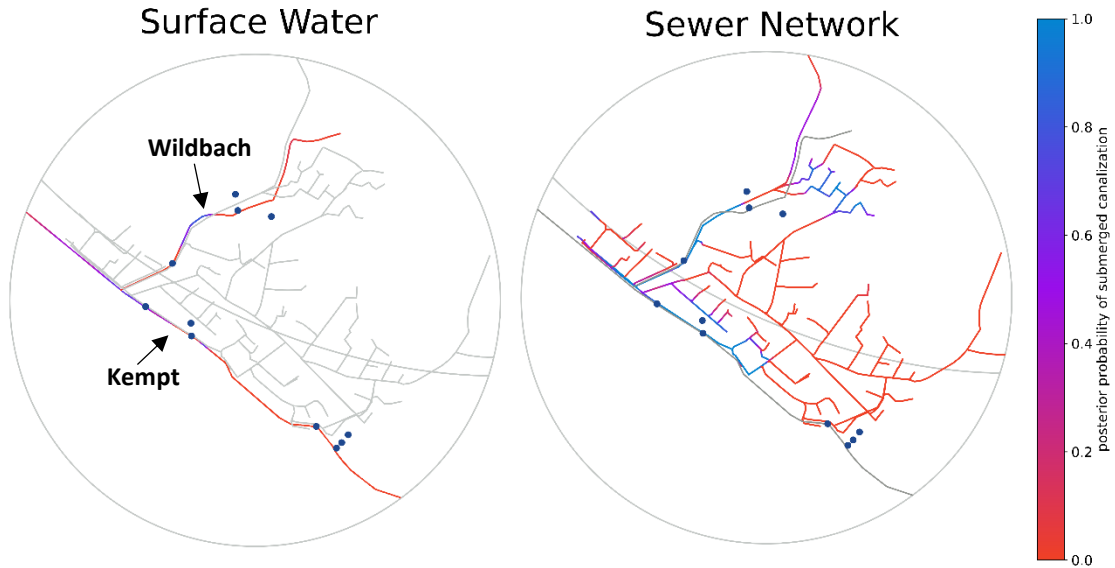 Surface Water
Sewer Network
Wildbach
Kempt
1.0
0.8
0.6
0.4
0.2
0.0
posterior probability of submerged canalization